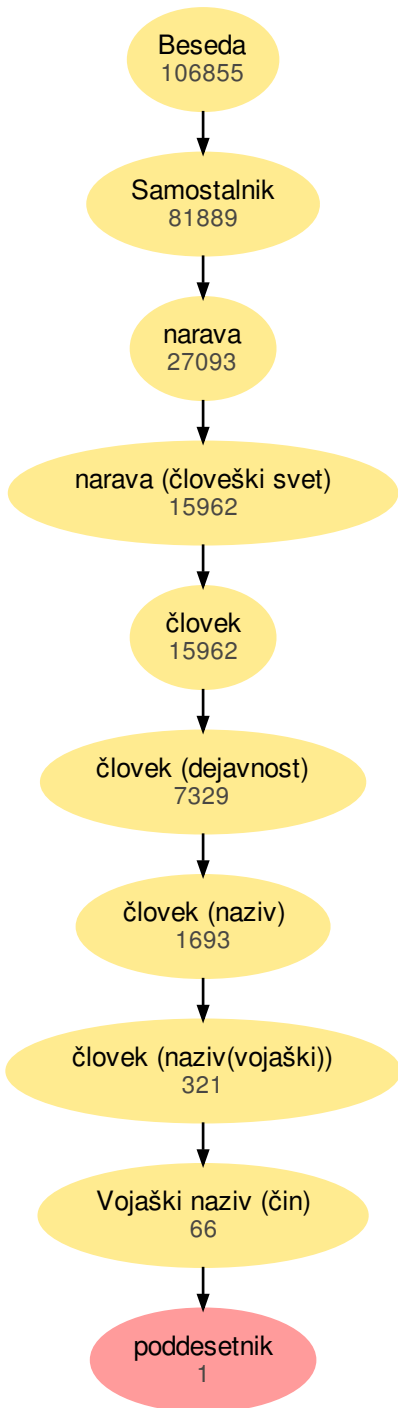 Beseda
106855
Samostalnik
81889
narava
27093
narava (človeški svet)
15962
človek
15962
človek (dejavnost)
7329
človek (naziv)
1693
človek (naziv(vojaški))
321
Vojaški naziv (čin)
66
poddesetnik
1